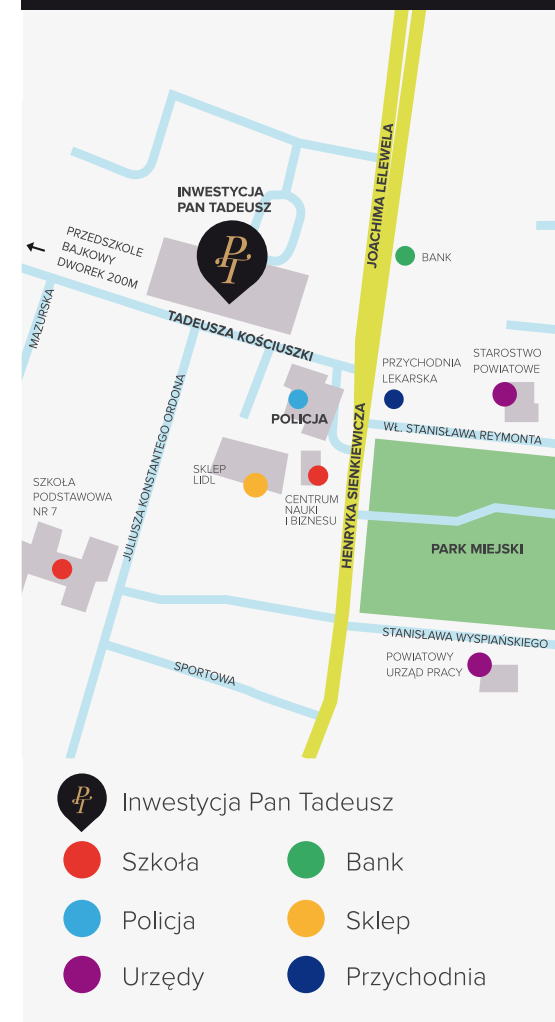 JOACHIMA LELEWELA
INWESTYCJA
PAN TADEUSZ
PT
PRZEDSZKOLE
BAJKOWY
DWOREK 200M
BANK
MAZURSKA
TADEUSZA KOŚCIUSZKI
PRZYCHODNIA
LEKARSKA
STAROSTWO
POWIATOWE
POLICJA
WŁ. STANISŁAWA REYMONTA
JULIUSZA KONSTANTEGO ORDONA
HENRYKA SIENKIEWICZA
SKLEP
LIDL
SZKOŁA
PODSTAWOWA
NR 7
CENTRUM
NAUKI
I BIZNESU
PARK MIEJSKI
STANISŁAWA WYSPIAŃSKIEGO
POWIATOWY
URZĄD PRACY
SPORTOWA
PT
Inwestycja Pan Tadeusz
Szkoła
Bank
Policja
Sklep
Urzędy
Przychodnia